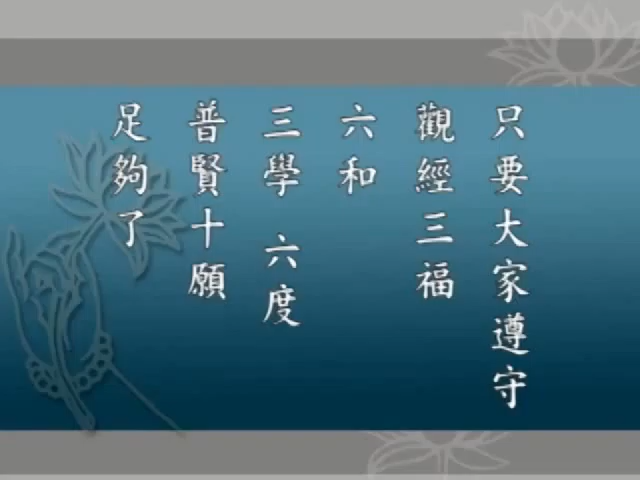 只要大家遵守
觀經三福
六和
三學 六度
普賢十願
足夠了